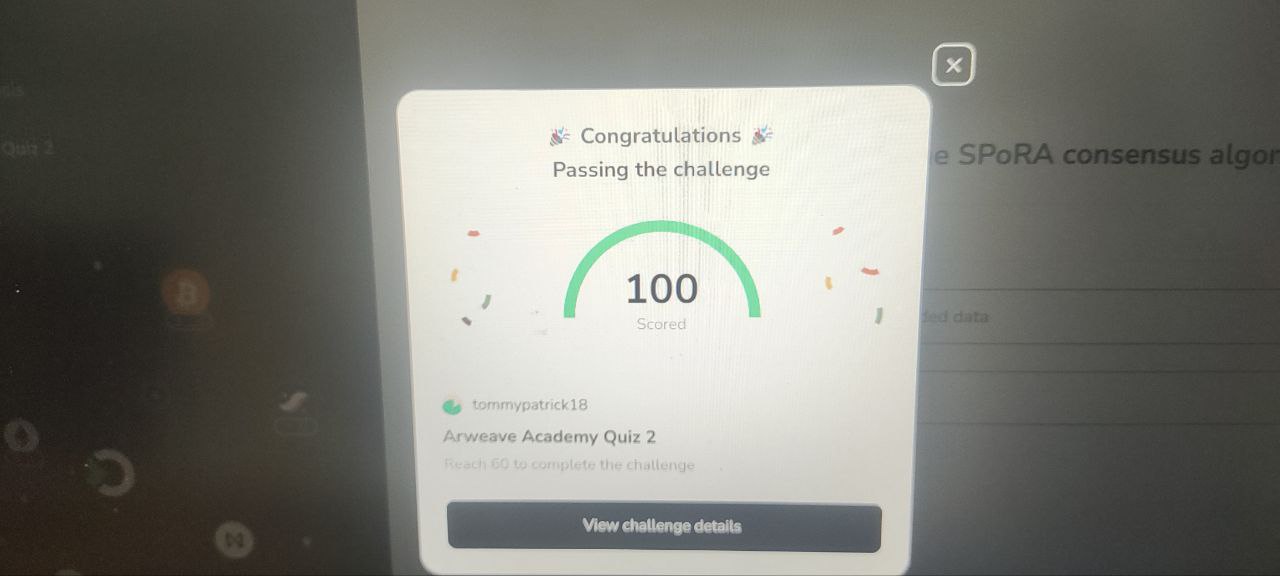 Quiz 2
Congratulations
Passing the challenge
e SPoRA consensus algor
100
Scored
ded data
tommypatrick18
Arweave Academy Quiz 2
Reach 60 to complete the challenge
View challenge details